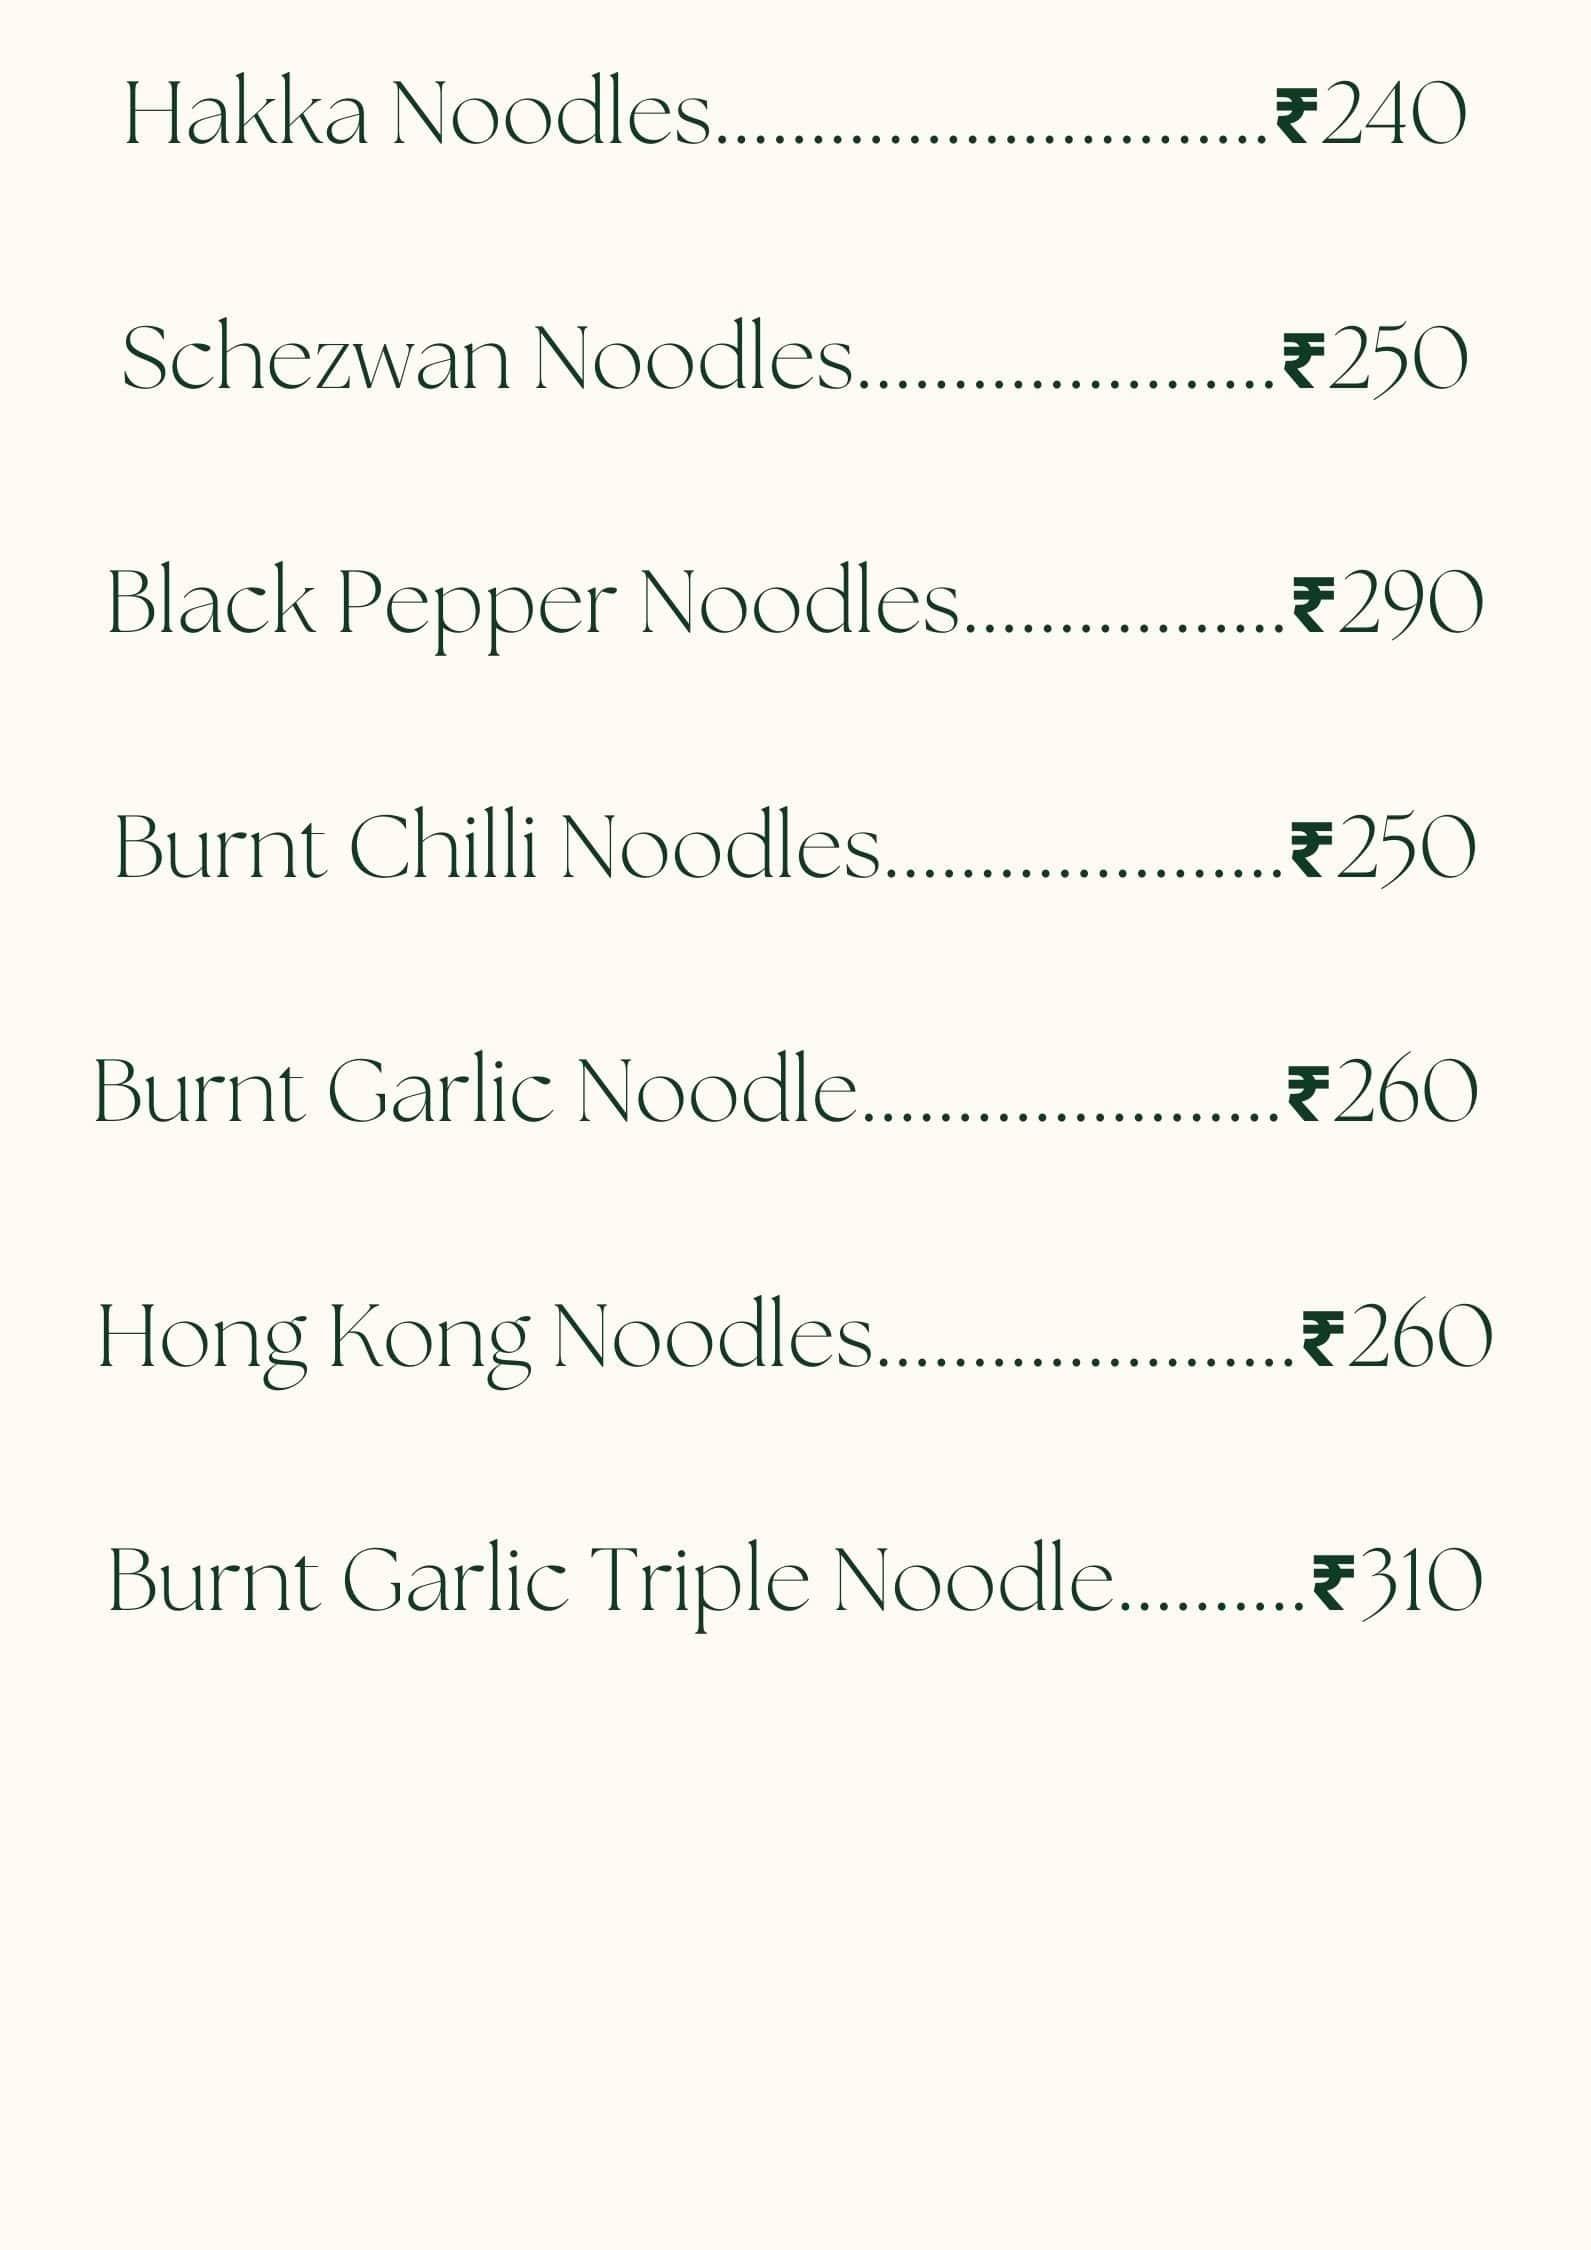 Hakka Noodles.............................₹240
Schezwan Noodles......................₹250
Black Pepper Noodles.................₹290
Burnt Chilli Noodles.....................₹250
Burnt Garlic Noodle......................₹260
Hong Kong Noodles......................₹260
Burnt Garlic Triple Noodle..........₹310